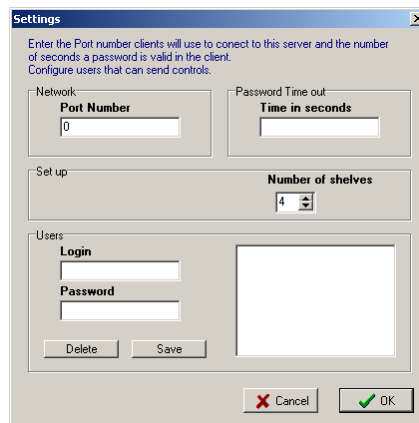 Settings
Enter the Port number clients will use to conect to this server and the number
of seconds a password is valid in the client.
Configure users that can send controls.
Network
Port Number
0
Password Time out
Time in seconds
Set up
Number of shelves
4
Users
Login
Password
Delete
Save
Cancel
OK